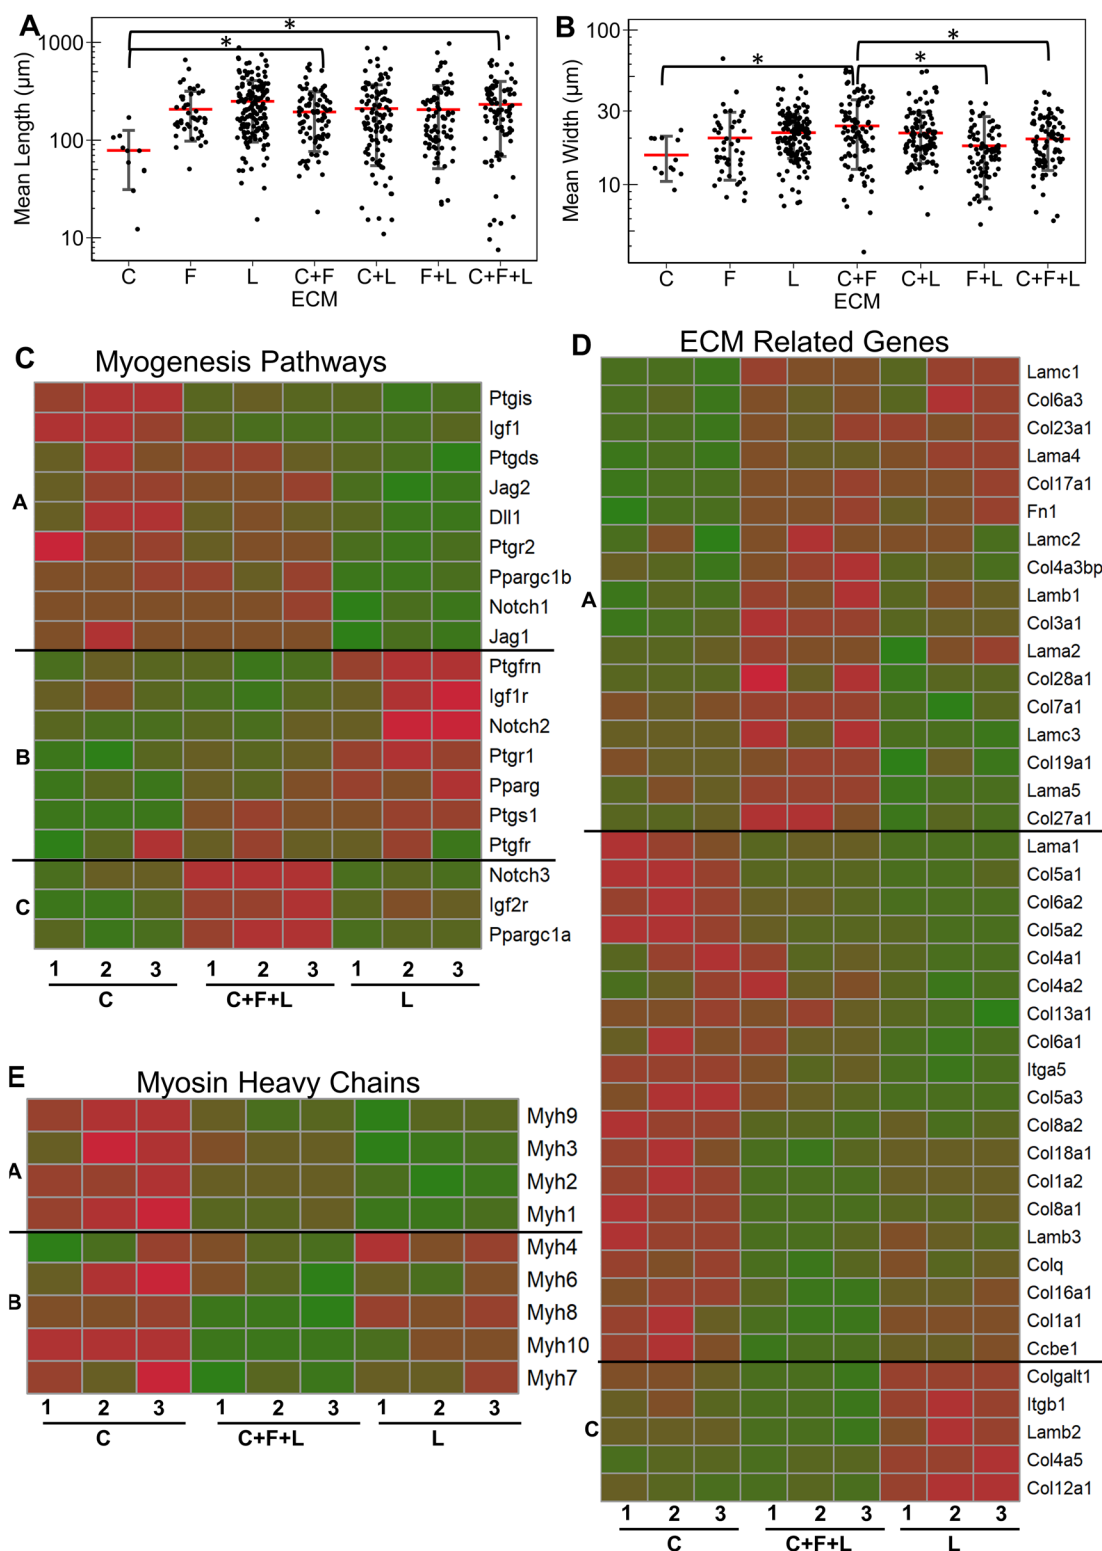 A
Mean Length (μm)
1000
100
10
*
*
C F L C+F C+L F+L C+F+L
ECM
B
Mean Width (μm)
100
30
10
*
*
*
C F L C+F C+L F+L C+F+L
ECM
C
Myogenesis Pathways
A
Ptgis
Igf1
Ptgds
Jag2
Dll1
Ptgr2
Ppargc1b
Notch1
Jag1
B
Ptgfrn
Igf1r
Notch2
Ptgr1
Pparg
Ptgs1
Ptgfr
C
Notch3
Igf2r
Ppargc1a
1 2 3 1 2 3 1 2 3
C C+F+L L
D
ECM Related Genes
A
Lamc1
Col6a3
Col23a1
Lama4
Col17a1
Fn1
Lamc2
Col4a3bp
Lamb1
Col3a1
Lama2
Col28a1
Col7a1
Lamc3
Col19a1
Lama5
Col27a1
Lama1
Col5a1
Col6a2
Col5a2
Col4a1
Col4a2
Col13a1
Col6a1
Itga5
Col5a3
Col8a2
Col18a1
Col1a2
Col8a1
Lamb3
Colq
Col16a1
Col1a1
Ccbe1
C
Colgalt1
Itgb1
Lamb2
Col4a5
Col12a1
1 2 3 1 2 3 1 2 3
C C+F+L L
E
Myosin Heavy Chains
A
Myh9
Myh3
Myh2
Myh1
B
Myh4
Myh6
Myh8
Myh10
Myh7
1 2 3 1 2 3 1 2 3
C C+F+L L